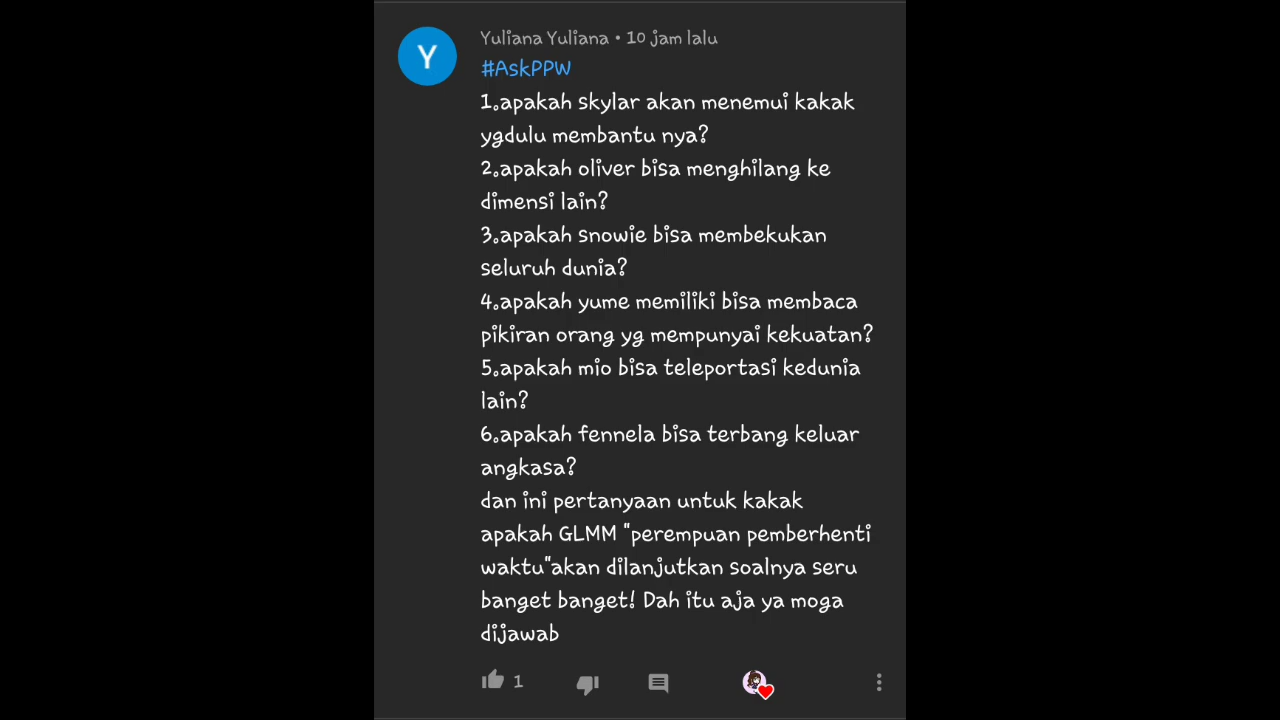 Y
Yuliana Yuliana • 10 jam lalu
#AskPPW
1.apakah skylar akan menemui kakak
ygdulu membantu nya?
2.apakah oliver bisa menghilang ke
dimensi lain?
3.apakah snowie bisa membekukan
seluruh dunia?
4.apakah yume memiliki bisa membaca
pikiran orang yg mempunyai kekuatan?
5.apakah mio bisa teleportasi kedunia
lain?
6.apakah fennela bisa terbang keluar
angkasa?
dan ini pertanyaan untuk kakak
apakah GLMM "perempuan pemberhenti
waktu"akan dilanjutkan soalnya seru
banget banget! Dah itu aja ya moga
dijawab
1